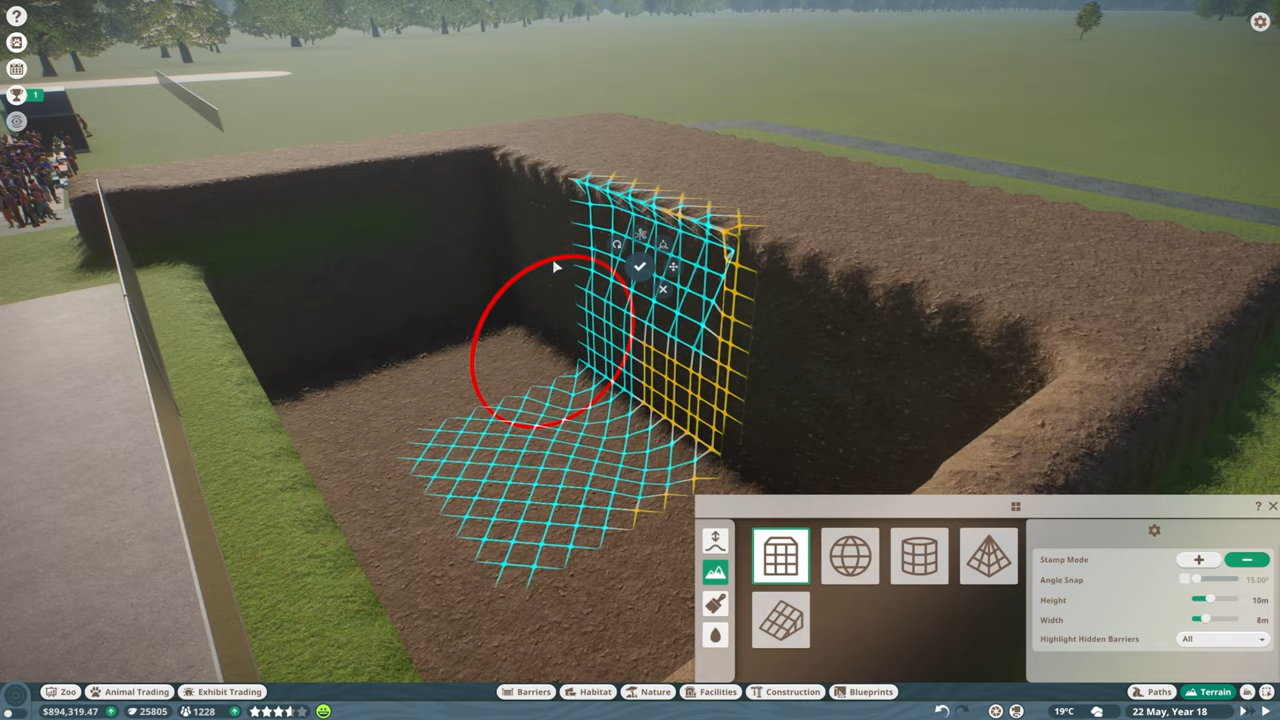 ?
1
? ×
Stamp Mode + −
Angle Snap 15.00°
Height 10m
Width 8m
Highlight Hidden Barriers All
Zoo Animal Trading Exhibit Trading Barriers Habitat Nature Facilities Construction Blueprints Paths Terrain
$894,319.47 25805 1228 19°C 22 May, Year 18